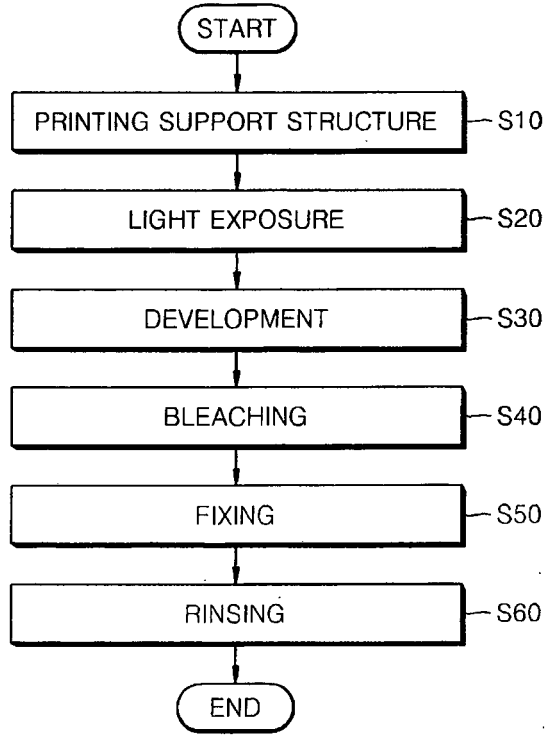 START
PRINTING SUPPORT STRUCTURE S10
LIGHT EXPOSURE S20
DEVELOPMENT S30
BLEACHING S40
FIXING S50
RINSING S60
END